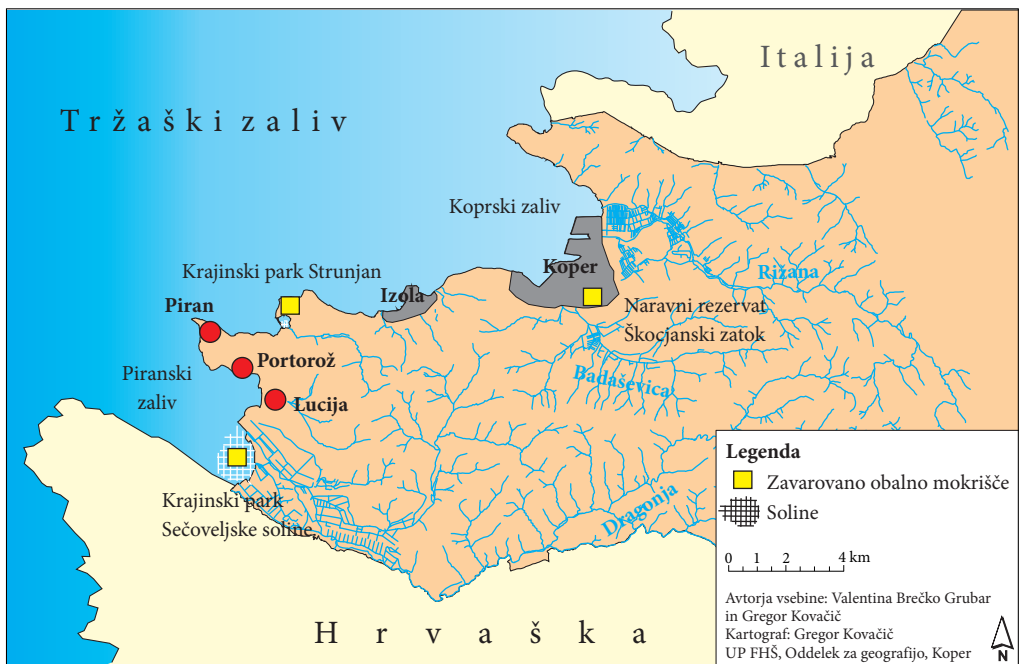 Italija
Tržaški zaliv
Koprski zaliv
Koper
Rižana
Krajinski park Strunjan
Izola
Piran
Naravni rezervat
Škocjanski zatok
Portorož
Piranski
zaliv
Badaševica
Lucija
Krajinski park
Sečoveljske soline
Dragonja
Hrvaška
Legenda
Zavarovano obalno mokrišče
Soline
0 1 2 4 km
Avtorja vsebine: Valentina Brečko Grubar
in Gregor Kovačič
Kartograf: Gregor Kovačič
UP FHŠ, Oddelek za geografijo, Koper
N